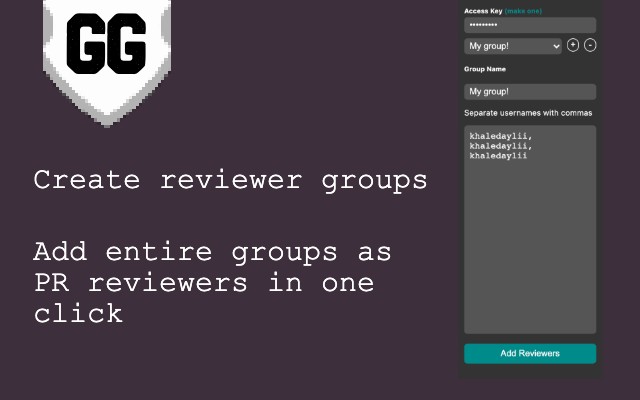 GG
Create reviewer groups
Add entire groups as
PR reviewers in one
click
Access Key (make one)
•••••••••
My group!
+ -
Group Name
My group!
Separate usernames with commas
khaledaylii,
khaledaylii,
khaledaylii
Add Reviewers